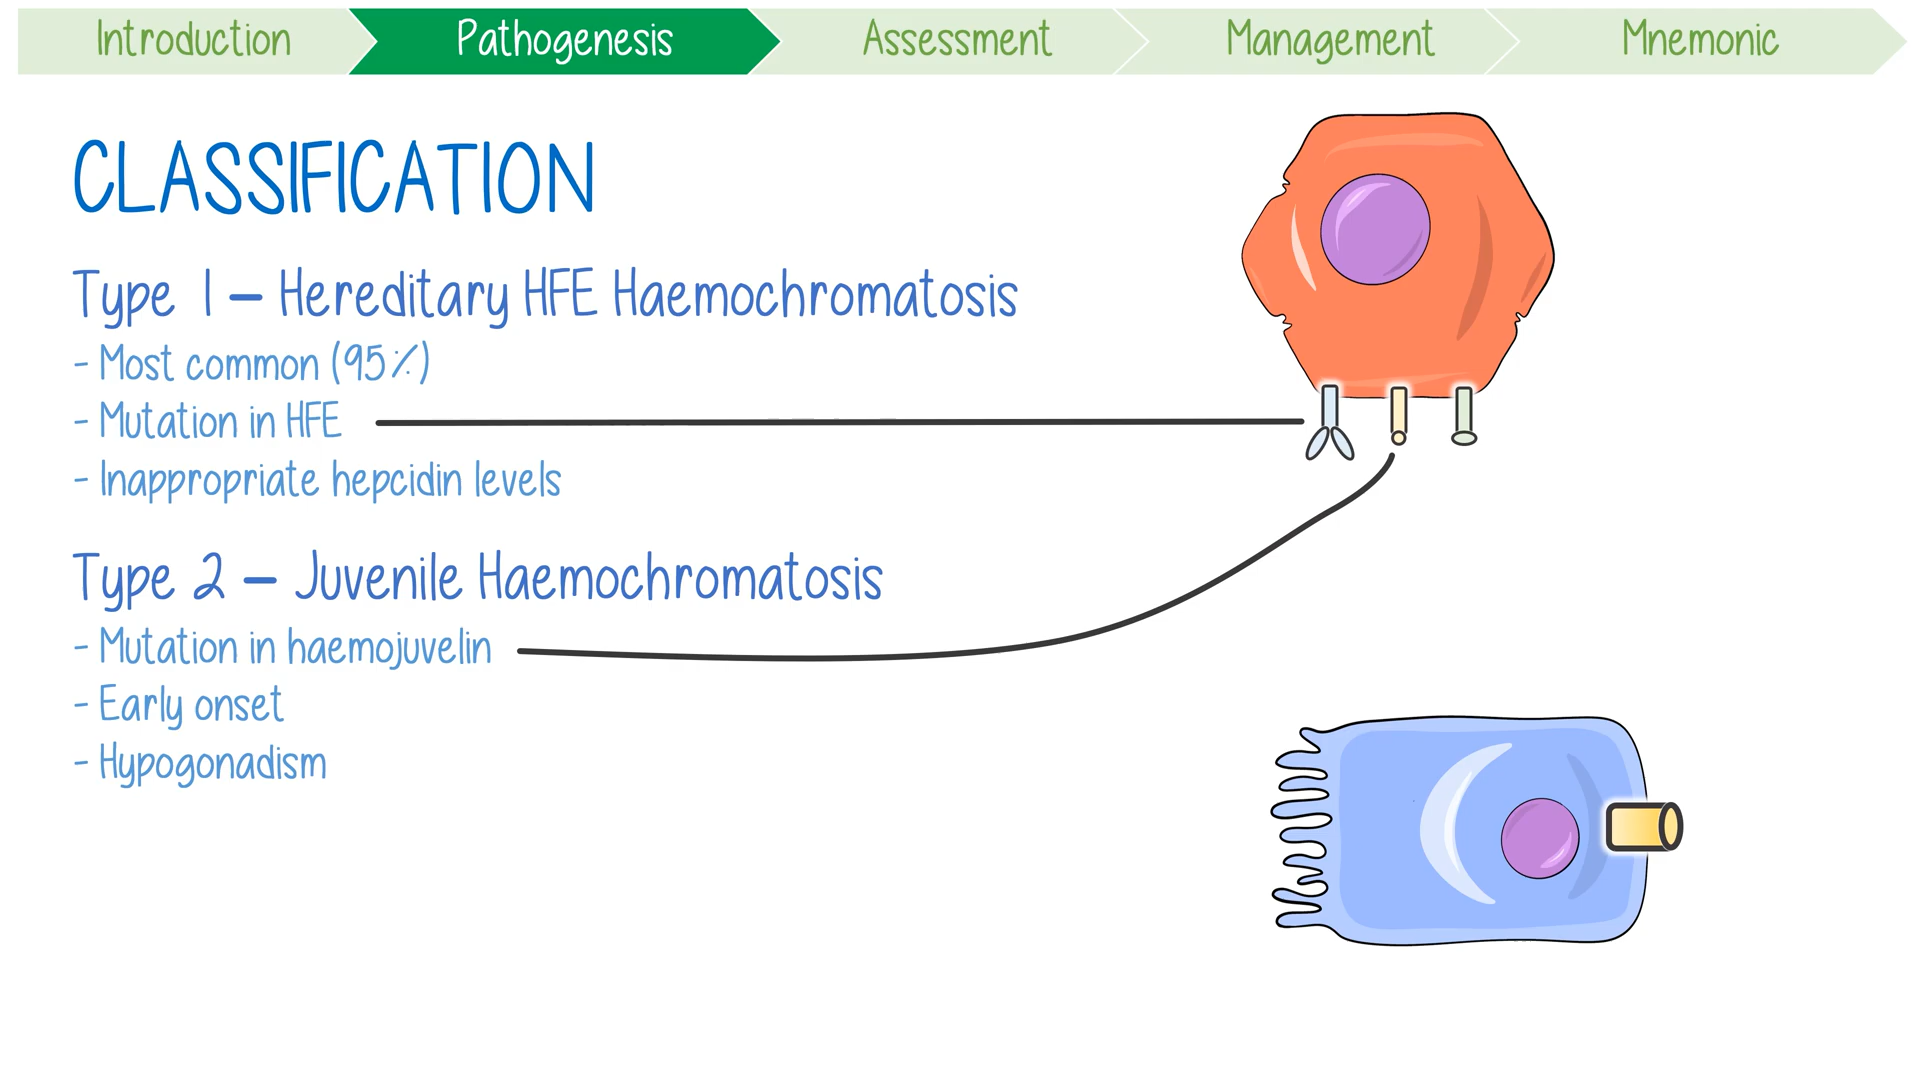 Introduction
Pathogenesis
Assessment
Management
Mnemonic
CLASSIFICATION
Type 1 – Hereditary HFE Haemochromatosis
- Most common (95%)
- Mutation in HFE
- Inappropriate hepcidin levels
Type 2 – Juvenile Haemochromatosis
- Mutation in haemojuvelin
- Early onset
- Hypogonadism